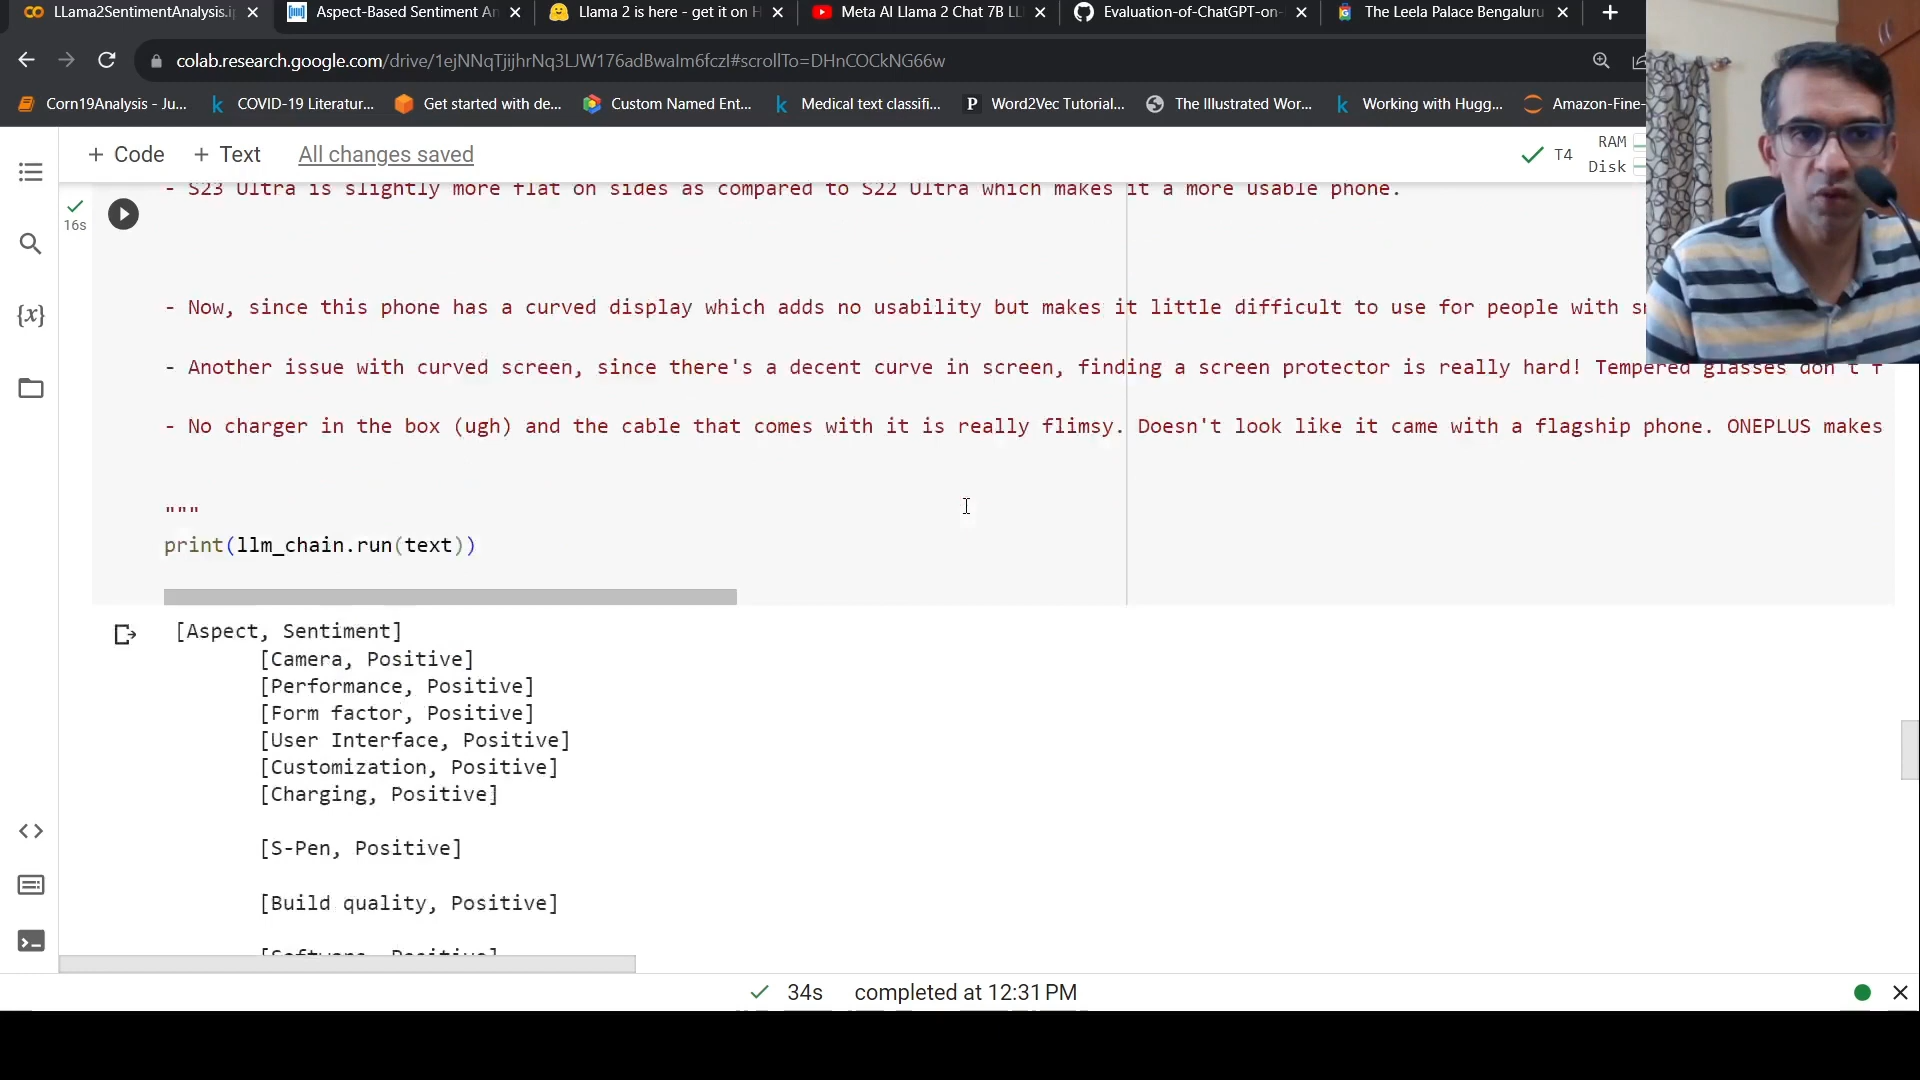 LLama2SentimentAnalysis.i
Aspect-Based Sentiment An
Llama 2 is here - get it on H
Meta AI Llama 2 Chat 7B LL
Evaluation-of-ChatGPT-on-
The Leela Palace Bengaluru
colab.research.google.com/drive/1ejNNqTjijhrNq3LJW176adBwaIm6fczI#scrollTo=DHnCOCkNG66w
Corn19Analysis - Ju...
COVID-19 Literatur...
Get started with de...
Custom Named Ent...
Medical text classifi...
P Word2Vec Tutorial...
The Illustrated Wor...
Working with Hugg...
Amazon-Fine-
+ Code + Text All changes saved
T4
RAM
Disk
- S23 Ultra is slightly more flat on sides as compared to S22 Ultra which makes it a more usable phone.
16s
{x}
- Now, since this phone has a curved display which adds no usability but makes it little difficult to use for people with
- Another issue with curved screen, since there's a decent curve in screen, finding a screen protector is really hard! Tempered glasses don't f
- No charger in the box (ugh) and the cable that comes with it is really flimsy. Doesn't look like it came with a flagship phone. ONEPLUS makes
"""
print(llm_chain.run(text))
[Aspect, Sentiment]
[Camera, Positive]
[Performance, Positive]
[Form factor, Positive]
[User Interface, Positive]
[Customization, Positive]
[Charging, Positive]
[S-Pen, Positive]
[Build quality, Positive]
[Software, Positive]
34s completed at 12:31 PM